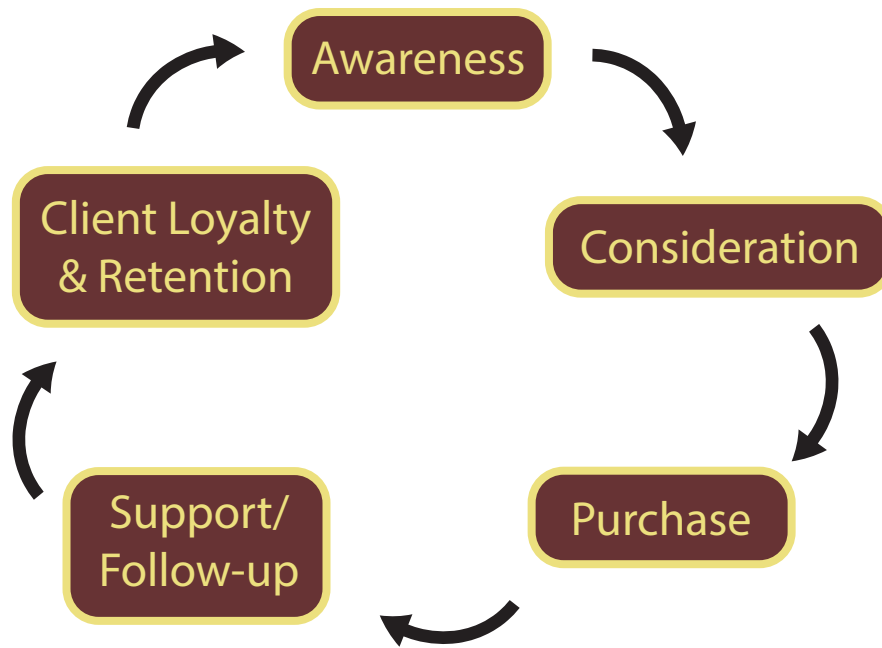 Awareness
Consideration
Purchase
Support/
Follow-up
Client Loyalty
& Retention